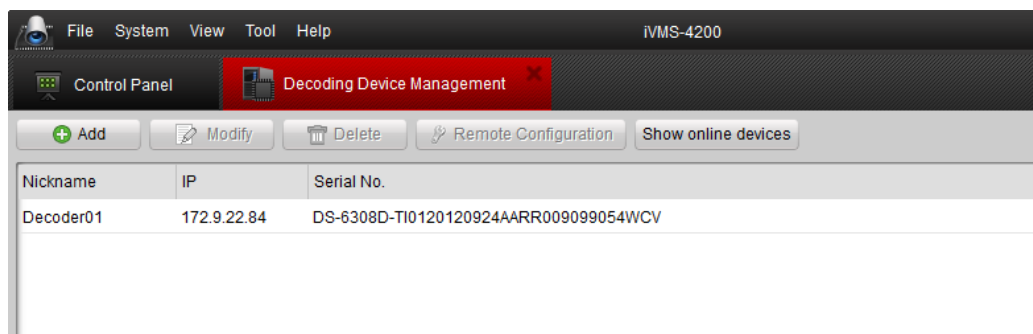 File System View Tool Help iVMS-4200
Control Panel Decoding Device Management
Add Modify Delete Remote Configuration Show online devices
Nickname IP Serial No.
Decoder01 172.9.22.84 DS-6308D-TI0120120924AARR009099054WCV